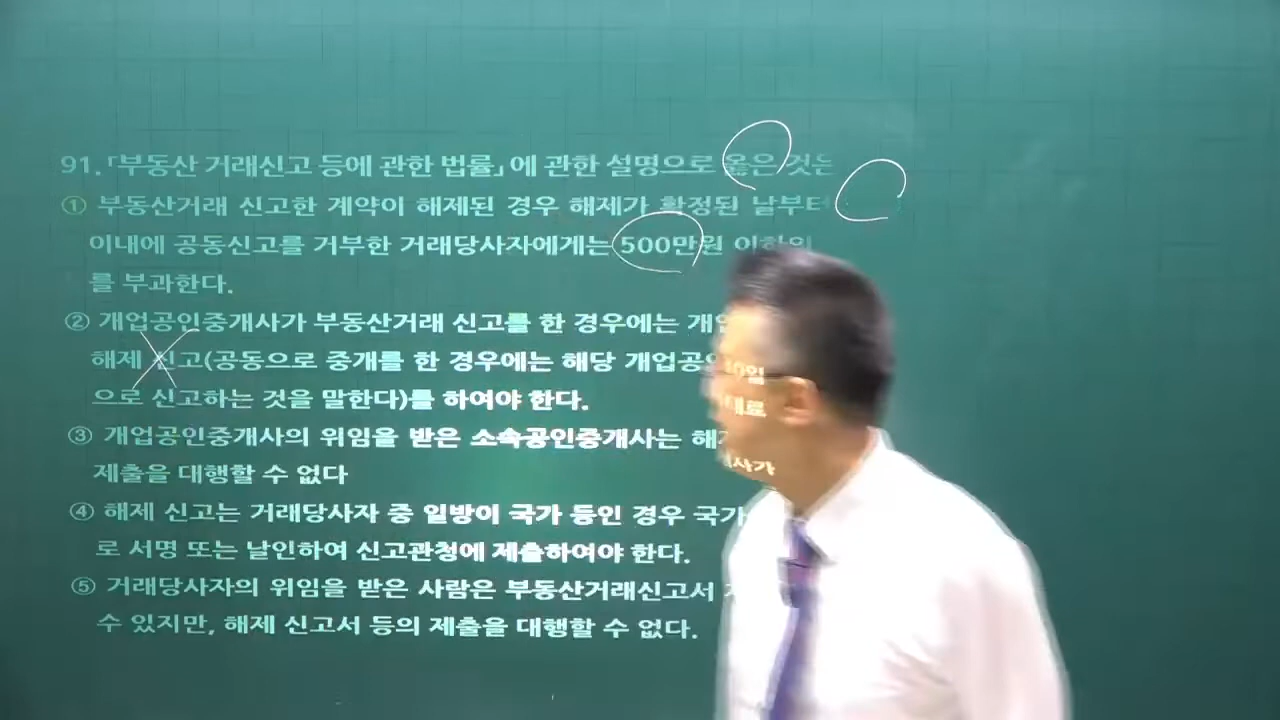 91. 「부동산 거래신고 등에 관한 법률」에 관한 설명으로 옳은 것는
① 부동산거래 신고한 계약이 해제된 경우 해제가 확정된 날부터
이내에 공동신고를 거부한 거래당사자에게는 500만원 이하의
를 부과한다.
② 개업공인중개사가 부동산거래 신고를 한 경우에는
해제 신고(공동으로 중개를 한 경우에는 해당
으로 신고하는 것을 말한다)를 하여야 한다.
③ 개업공인중개사의 위임을 받은 소속공인중개사는
제출을 대행할 수 없다
④ 해제 신고는 거래당사자 중 일방이 국가 등인 경우
로 서명 또는 날인하여 신고관청에 제출하여야 한다.
⑤ 거래당사자의 위임을 받은 사람은 부동산거래신고서
수 있지만, 해제 신고서 등의 제출을 대행할 수 없다.